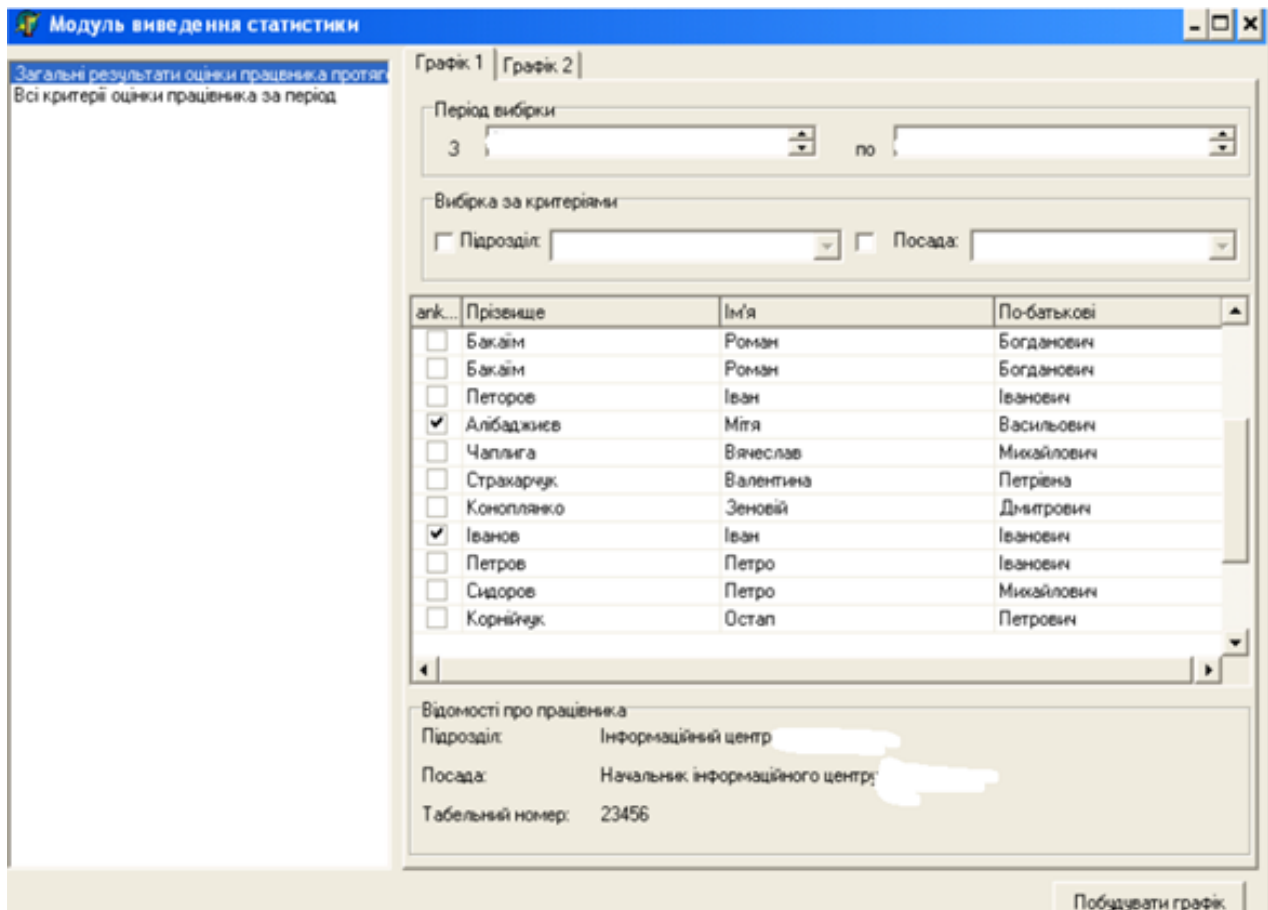 Модуль виведення статистики
Загальні результати оцінки працвника протяг
Всі критерії оцінки працівника за період
Графік 1 Графік 2
Період вибірки
З по
Вибірка за критеріями
Підрозділ: Посада:
ank... Прізвище Ім'я По-батькові
Бакаїм Роман Богданович
Бакаїм Роман Богданович
Петоров Іван Іванович
Алібаджиєв Мітя Васильович
Чаплига Вячеслав Михайлович
Страхарчук Валентина Петрівна
Коноплянко Зеновій Дмитрович
Іванов Іван Іванович
Петров Петро Іванович
Сидоров Петро Михайлович
Корнійчук Остап Петрович
Відомості про працівника
Підрозділ: Інформаційний центр
Посада: Начальник інформаційного центру
Табельний номер: 23456
Побудувати графік